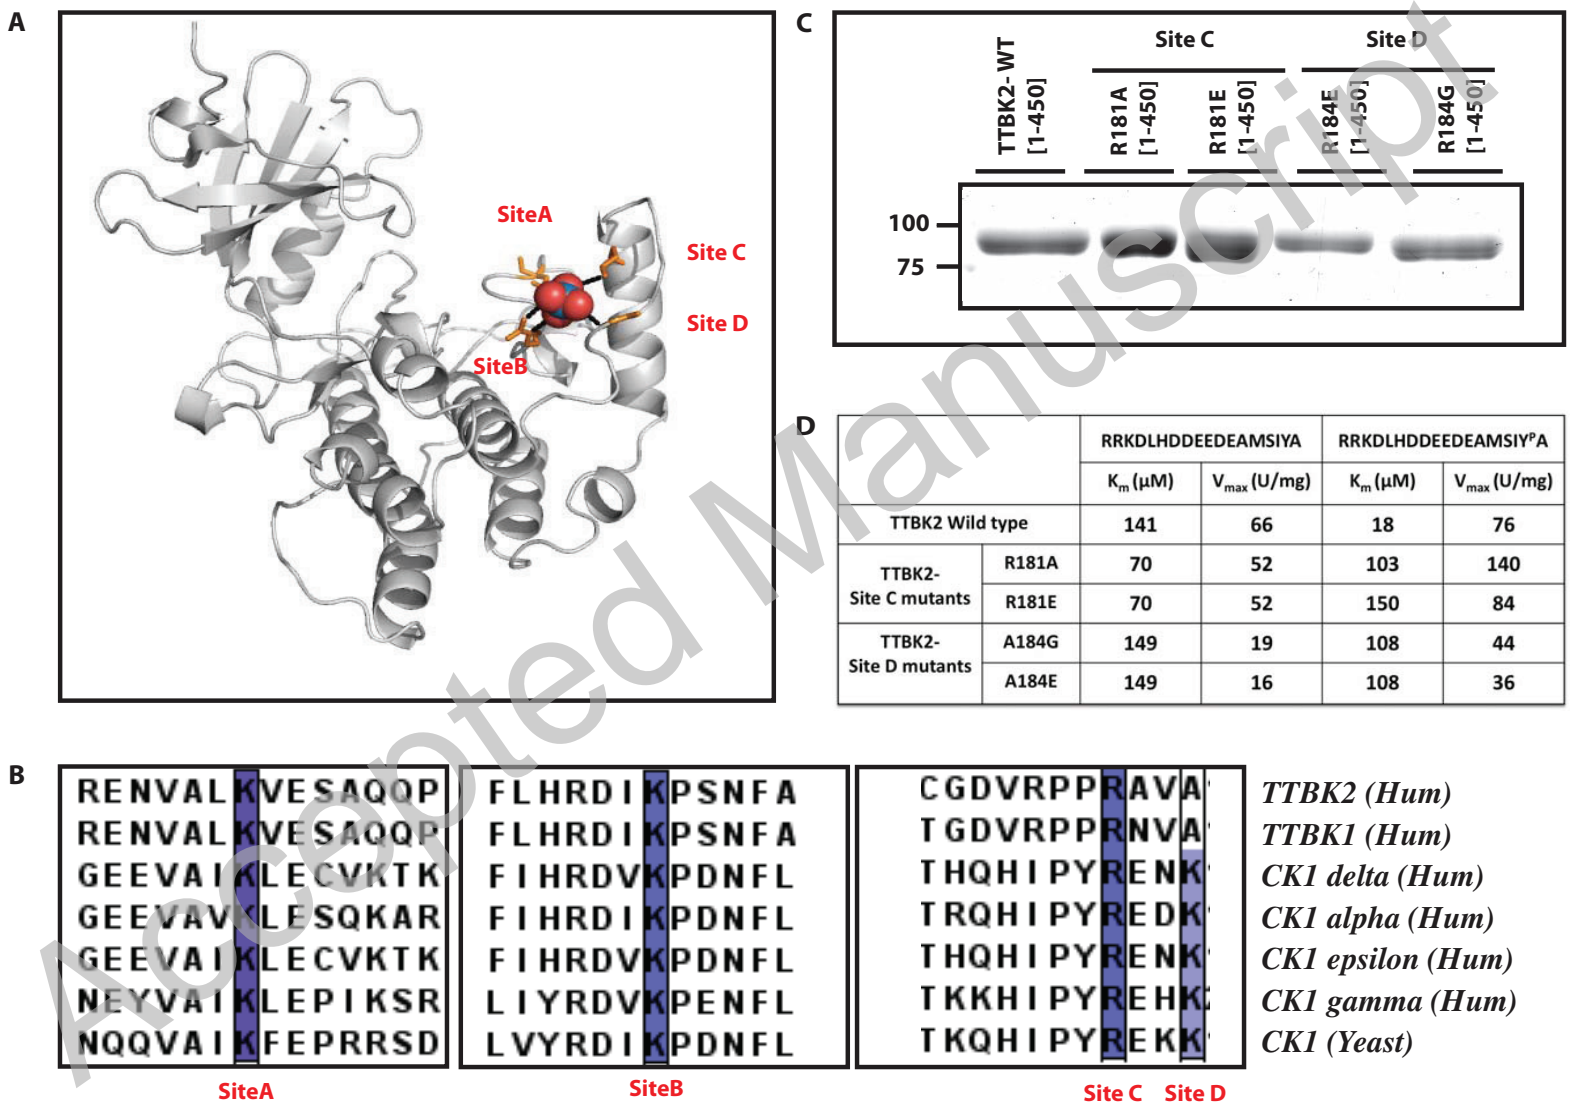 A
SiteA
Site C
Site D
SiteB
C
Site C
Site D
TTBK2- WT
[1-450]
R181A
[1-450]
R181E
[1-450]
R184E
[1-450]
R184G
[1-450]
100
75
D
RRKDLHDDEEDEAMSIYA RRKDLHDDEEDEAMSIYᴾA
Kₘ (µM) Vₘₐₓ (U/mg) Kₘ (µM) Vₘₐₓ (U/mg)
TTBK2 Wild type 141 66 18 76
TTBK2-
Site C mutants
R181A 70 52 103 140
R181E 70 52 150 84
TTBK2-
Site D mutants
A184G 149 19 108 44
A184E 149 16 108 36
B
RENVALKVESAQQP FLHRDIKPSNFA CGDVRPPRAVA TTBK2 (Hum)
RENVALKVESAQQP FLHRDIKPSNFA TGDVRPPRNVA TTBK1 (Hum)
GEEVAIKLECVKTK FIHRDVKPDNFL THQHIPYRENK CK1 delta (Hum)
GEEVAVKLESQKAR FIHRDIKPDNFL TRQHIPYREDK CK1 alpha (Hum)
GEEVAIKLECVKTK FIHRDVKPDNFL THQHIPYRENK CK1 epsilon (Hum)
NEYVAIKLEPIKSR LIYRDVKPENFL TKKHIPYREHK CK1 gamma (Hum)
NQQVAIKFEPRRSD LVYRDIKPDNFL TKQHIPYREKK CK1 (Yeast)
SiteA SiteB Site C Site D
Accepted Manuscript